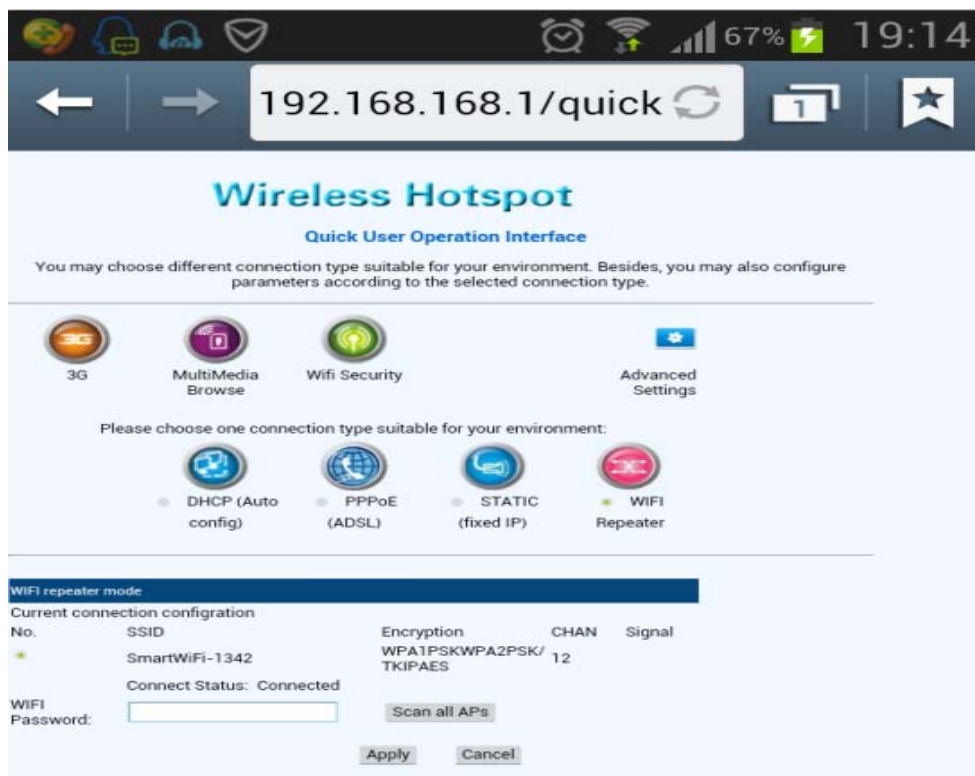 67% 19:14
192.168.168.1/quick 1
Wireless Hotspot
Quick User Operation Interface
You may choose different connection type suitable for your environment. Besides, you may also configure
parameters according to the selected connection type.
3G
3G MultiMedia Wifi Security Advanced
Browse Settings
Please choose one connection type suitable for your environment:
DHCP (Auto PPPoE STATIC WIFI
config) (ADSL) (fixed IP) Repeater
WIFI repeater mode
Current connection configration
No. SSID Encryption CHAN Signal
SmartWiFi-1342 WPA1PSKWPA2PSK/ 12
TKIPAES
Connect Status: Connected
WIFI
Password: Scan all APs
Apply Cancel